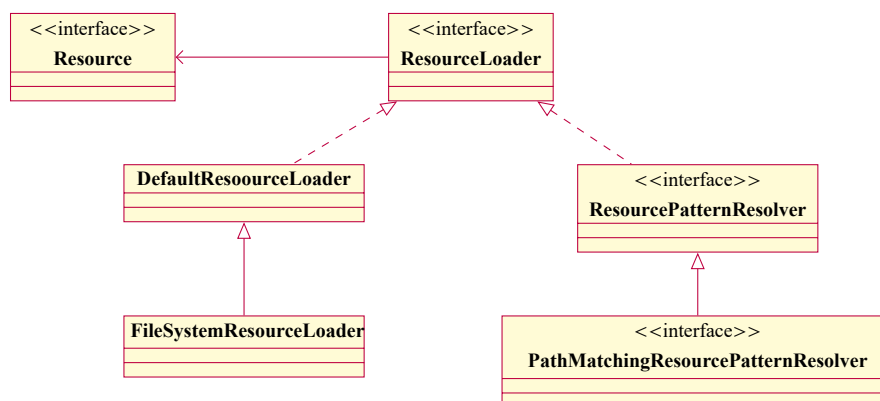 <<interface>>
Resource
<<interface>>
ResourceLoader
DefaultResoourceLoader
<<interface>>
ResourcePatternResolver
FileSystemResourceLoader
<<interface>>
PathMatchingResourcePatternResolver